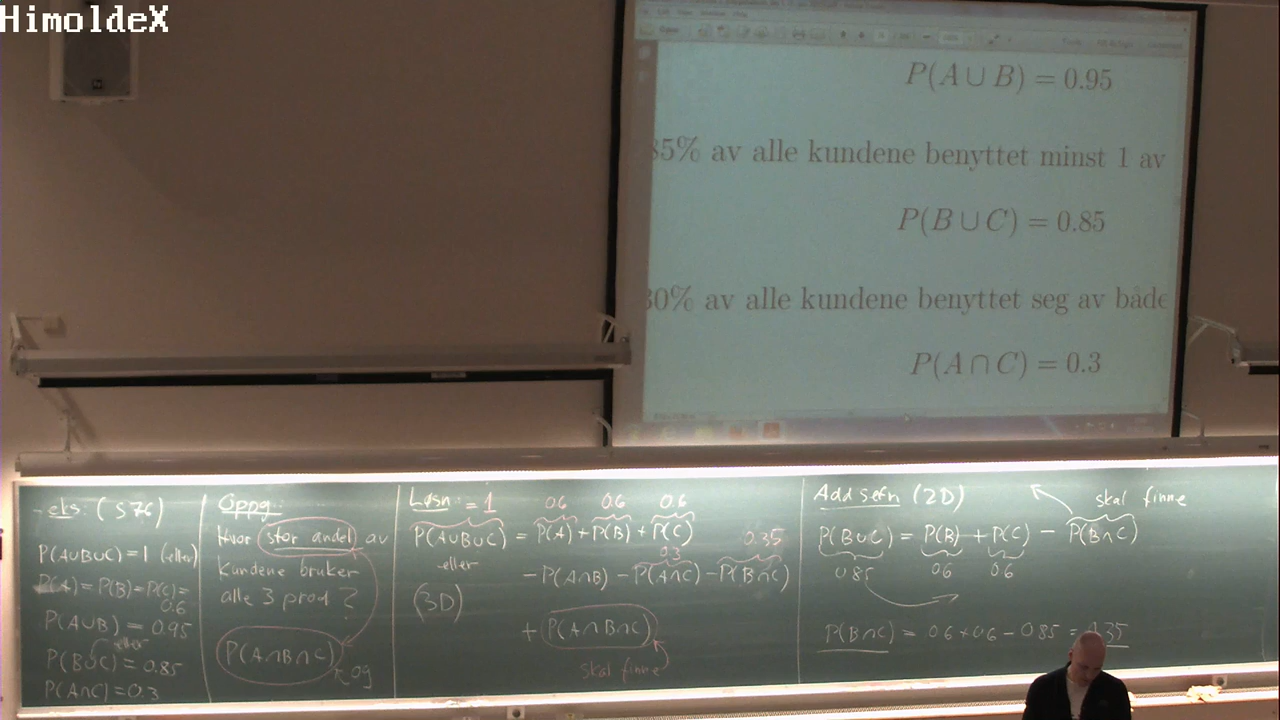 HimoldeX
P(A ∪ B) = 0.95
85% av alle kundene benyttet minst 1 av
P(B ∪ C) = 0.85
30% av alle kundene benyttet seg av både
P(A ∩ C) = 0.3
eks: (s 76)
P(A∪B∪C) = 1 (eller)
P(A) = P(B) = P(C) =
0.6
P(A∪B) = 0.95
eller
P(B∪C) = 0.85
P(A∩C) = 0.3
Oppg:
Hvor stor andel av
kundene bruker
alle 3 prod ?
P(A∩B∩C)
og
Løsn: = 1 0.6 0.6 0.6
P(A∪B∪C) = P(A) + P(B) + P(C)
eller 0.3 0.35
- P(A∩B) - P(A∩C) - P(B∩C)
(3D)
+ P(A∩B∩C)
skal finne
Add setn (2D)
skal finne
P(B∪C) = P(B) + P(C) - P(B∩C)
0.85 0.6 0.6
P(B∩C) = 0.6 + 0.6 - 0.85 = 0.35